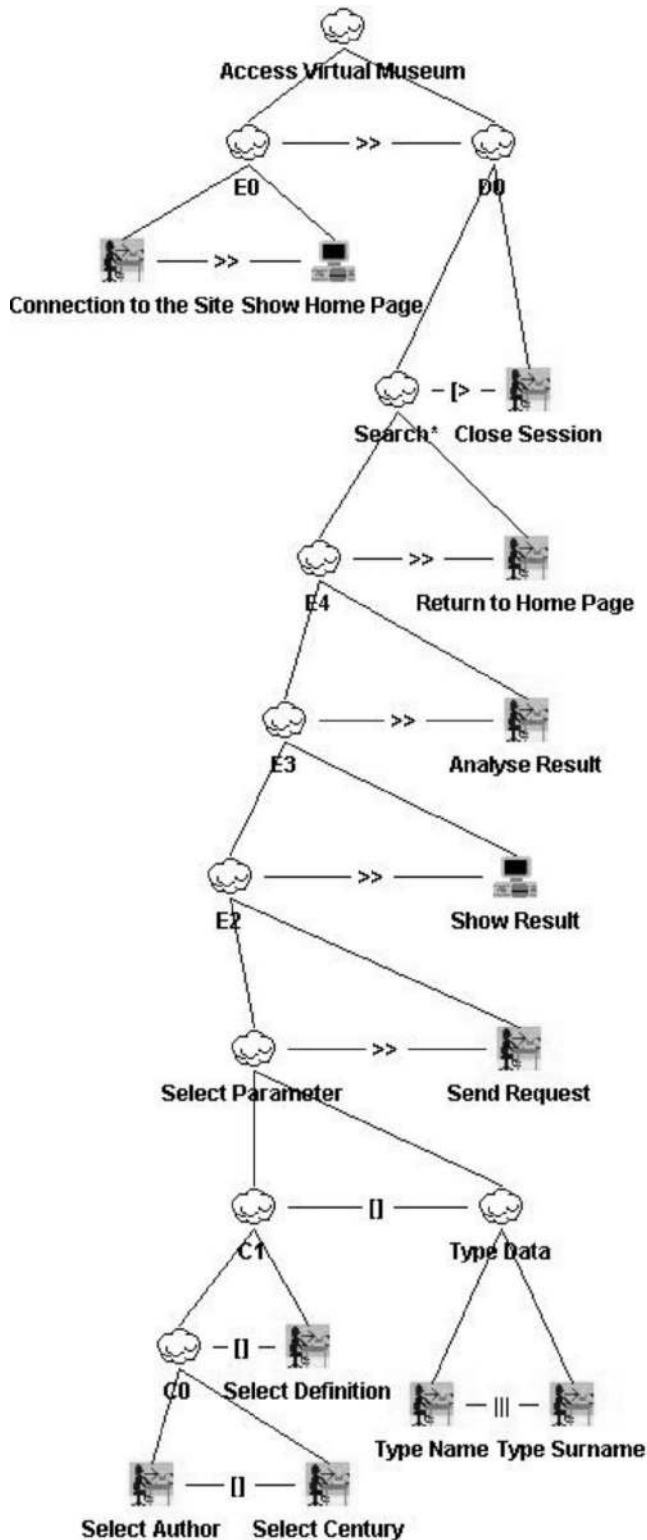 Access Virtual Museum
>>
E0 D0
>>
Connection to the Site Show Home Page
[>
Search* Close Session
>>
E4 Return to Home Page
>>
E3 Analyse Result
>>
E2 Show Result
>>
Select Parameter Send Request
[]
C1 Type Data
[]
C0 Select Definition
|||
Type Name Type Surname
[]
Select Author Select Century